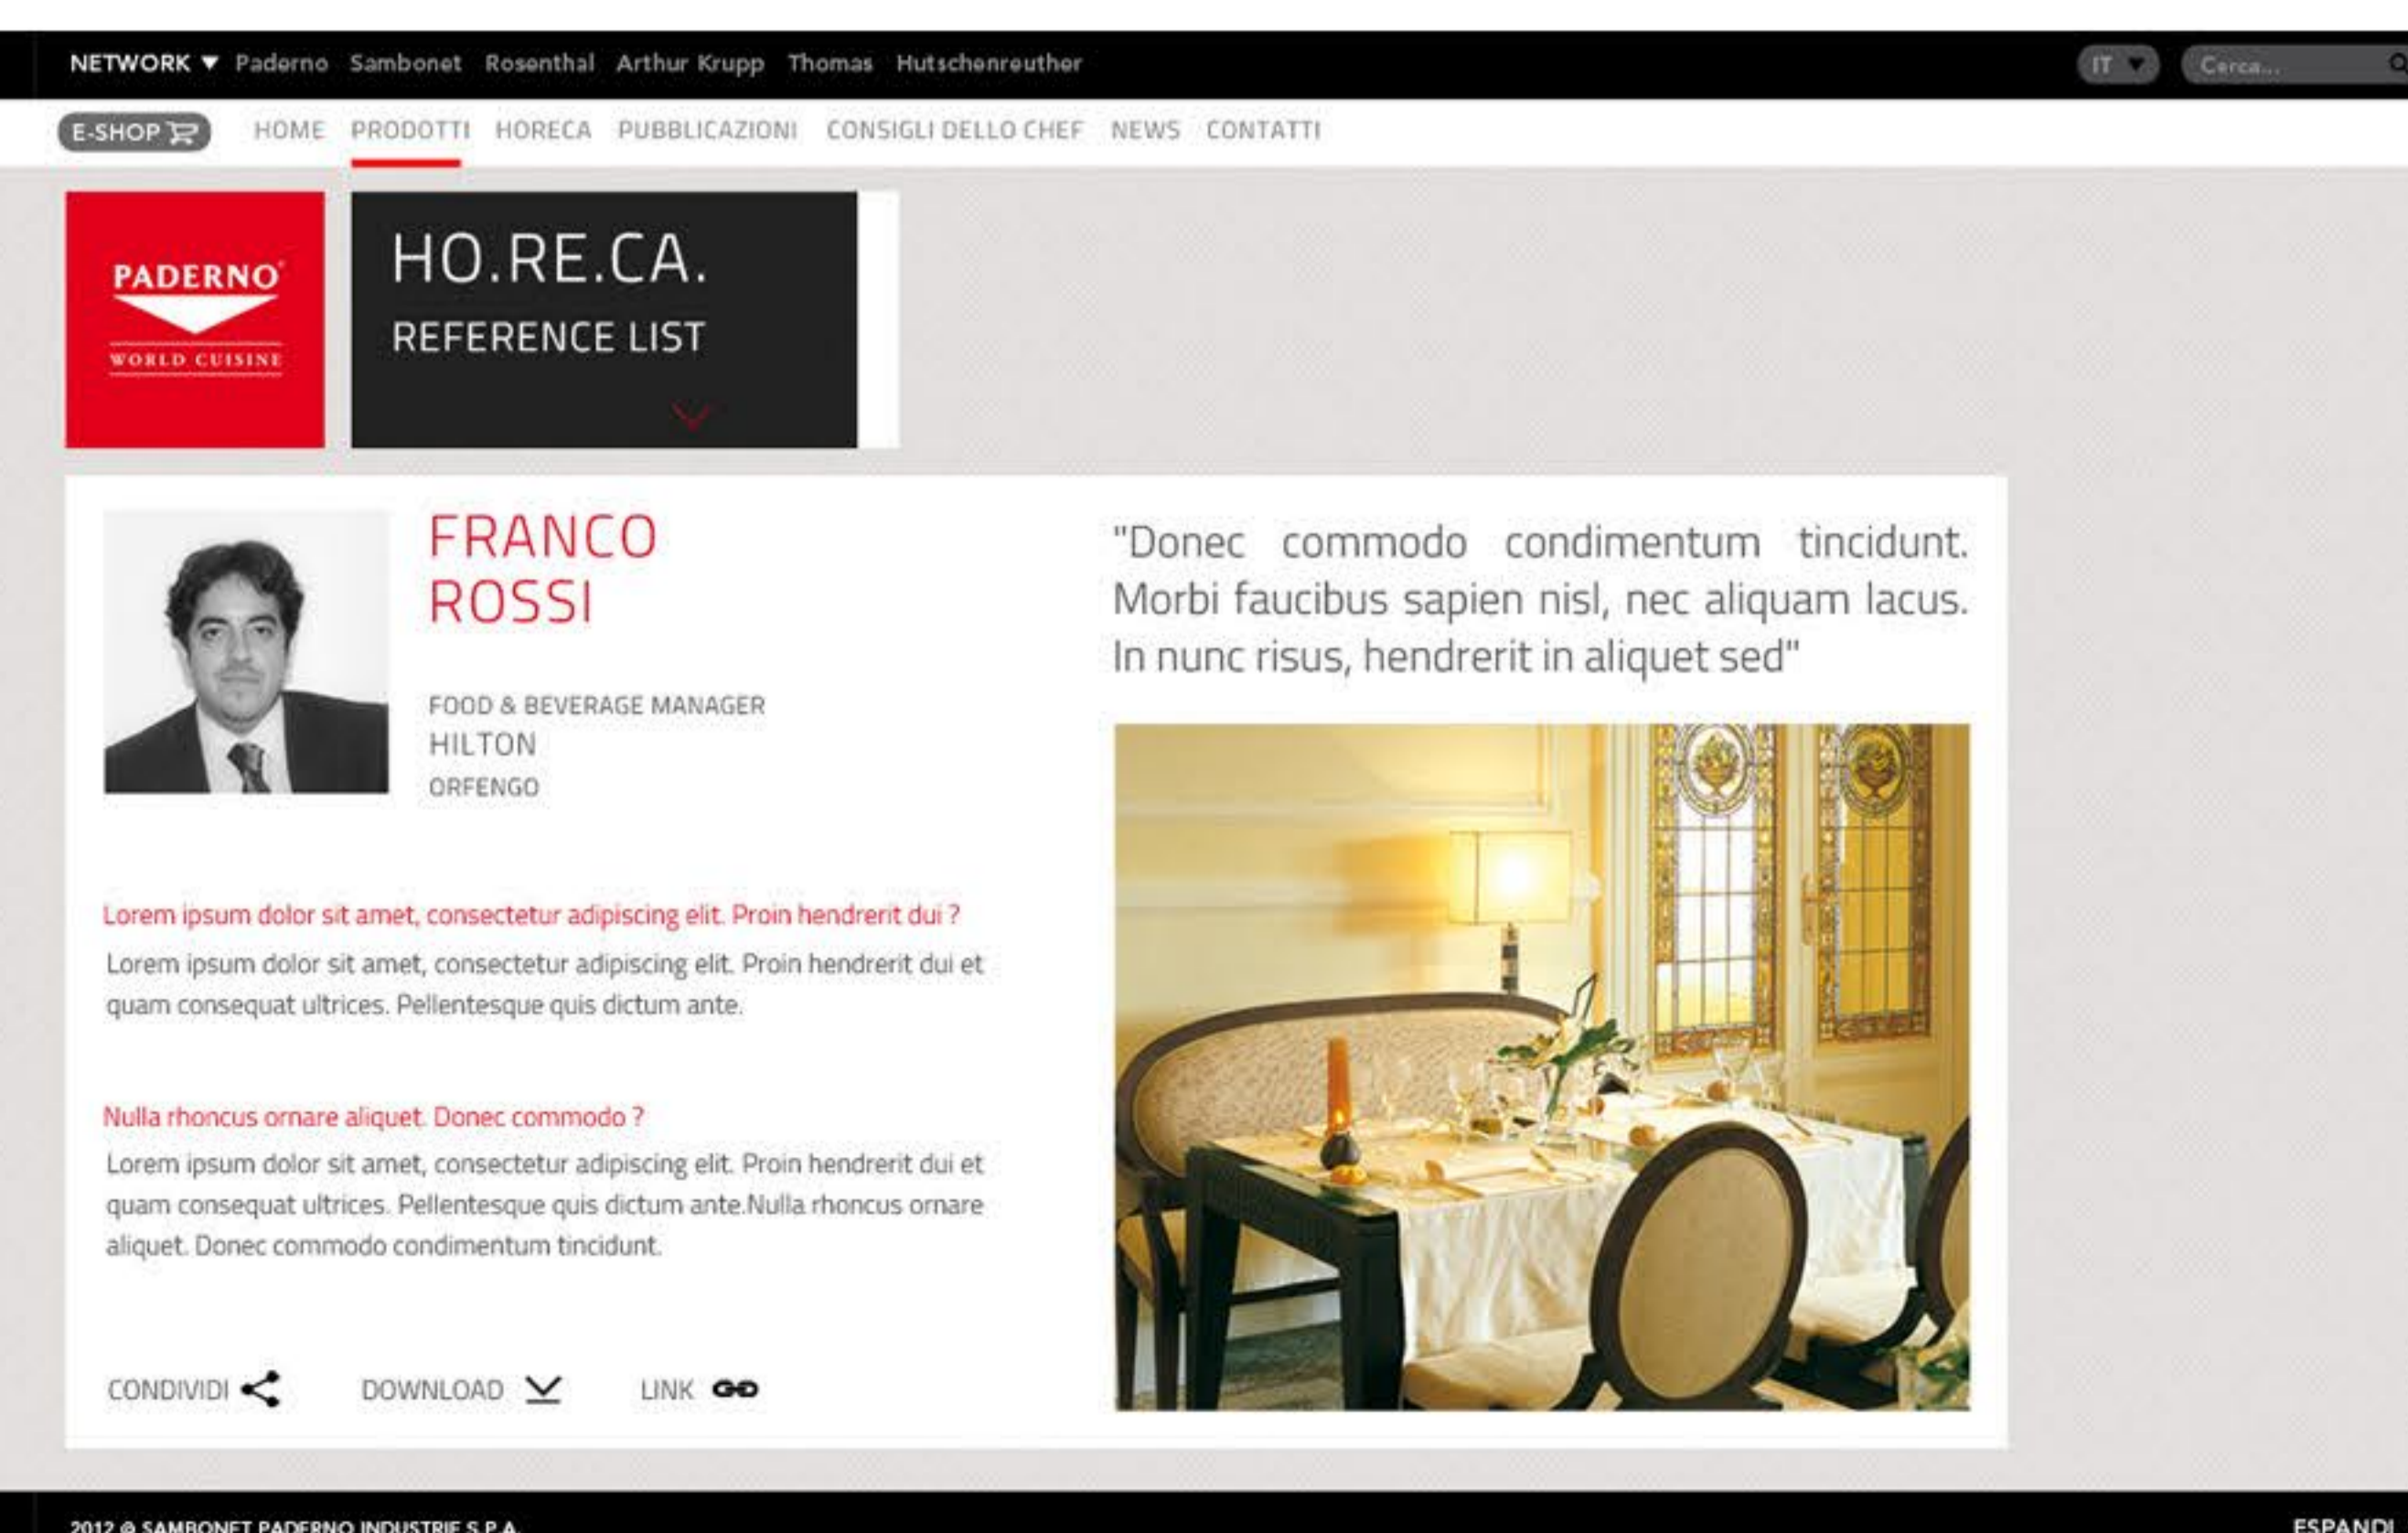 NETWORK ▼ Paderno Sambonet Rosenthal Arthur Krupp Thomas Hutschenreuther IT ▼ Cerca...
E-SHOP HOME PRODOTTI HORECA PUBBLICAZIONI CONSIGLI DELLO CHEF NEWS CONTATTI
PADERNO®
WORLD CUISINE
HO.RE.CA.
REFERENCE LIST
FRANCO
ROSSI
FOOD & BEVERAGE MANAGER
HILTON
ORFENGO
Lorem ipsum dolor sit amet, consectetur adipiscing elit. Proin hendrerit dui ?
Lorem ipsum dolor sit amet, consectetur adipiscing elit. Proin hendrerit dui et
quam consequat ultrices. Pellentesque quis dictum ante.
Nulla rhoncus ornare aliquet. Donec commodo ?
Lorem ipsum dolor sit amet, consectetur adipiscing elit. Proin hendrerit dui et
quam consequat ultrices. Pellentesque quis dictum ante.Nulla rhoncus ornare
aliquet. Donec commodo condimentum tincidunt.
CONDIVIDI DOWNLOAD LINK
"Donec commodo condimentum tincidunt.
Morbi faucibus sapien nisl, nec aliquam lacus.
In nunc risus, hendrerit in aliquet sed"
2012 @ SAMBONET PADERNO INDUSTRIE S.P.A. ESPANDI